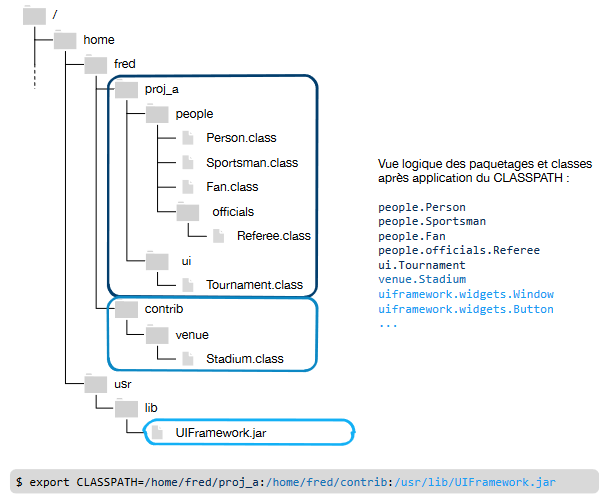 /
home
fred
proj_a
people
Person.class
Sportsman.class
Fan.class
officials
Referee.class
ui
Tournament.class
contrib
venue
Stadium.class
usr
lib
UIFramework.jar
Vue logique des paquetages et classes
après application du CLASSPATH :
people.Person
people.Sportsman
people.Fan
people.officials.Referee
ui.Tournament
venue.Stadium
uiframework.widgets.Window
uiframework.widgets.Button
...
$ export CLASSPATH=/home/fred/proj_a:/home/fred/contrib:/usr/lib/UIFramework.jar